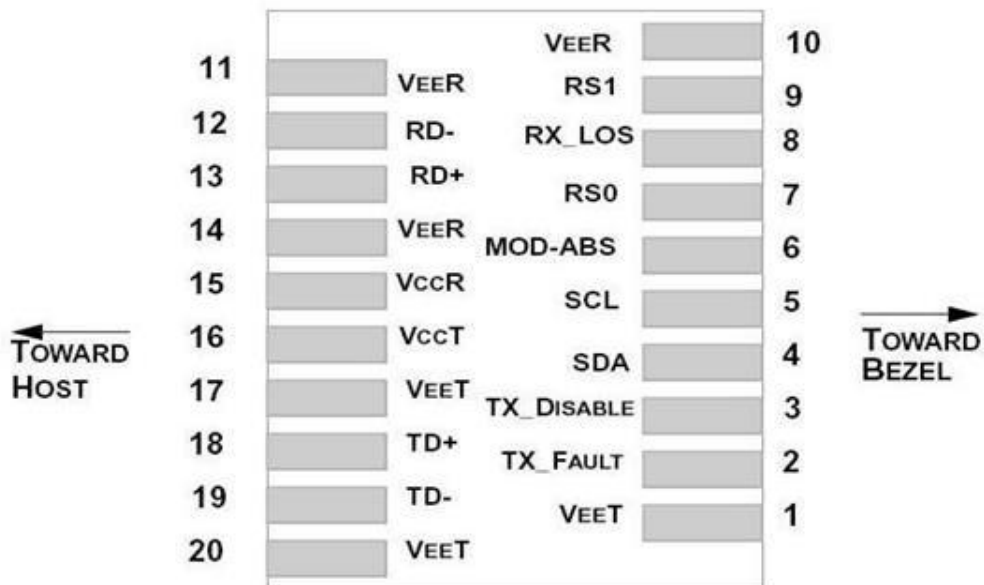 11 VEER
12 RD-
13 RD+
14 VEER
15 VCCR
16 VCCT
17 VEET
18 TD+
19 TD-
20 VEET
VEER 10
RS1 9
RX_LOS 8
RS0 7
MOD-ABS 6
SCL 5
SDA 4
TX_DISABLE 3
TX_FAULT 2
VEET 1
TOWARD
HOST
TOWARD
BEZEL